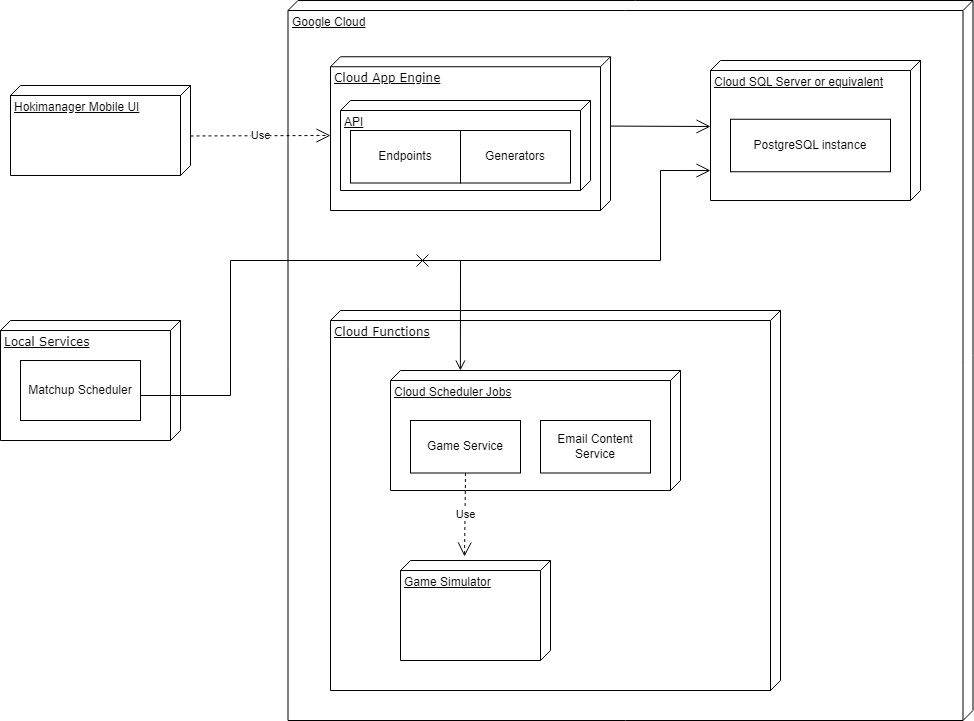 Google Cloud
Cloud App Engine
Cloud SQL Server or equivalent
Hokimanager Mobile UI
API
Use
Endpoints
Generators
PostgreSQL instance
Local Services
Matchup Scheduler
Cloud Functions
Cloud Scheduler Jobs
Game Service
Email Content
Service
Use
Game Simulator